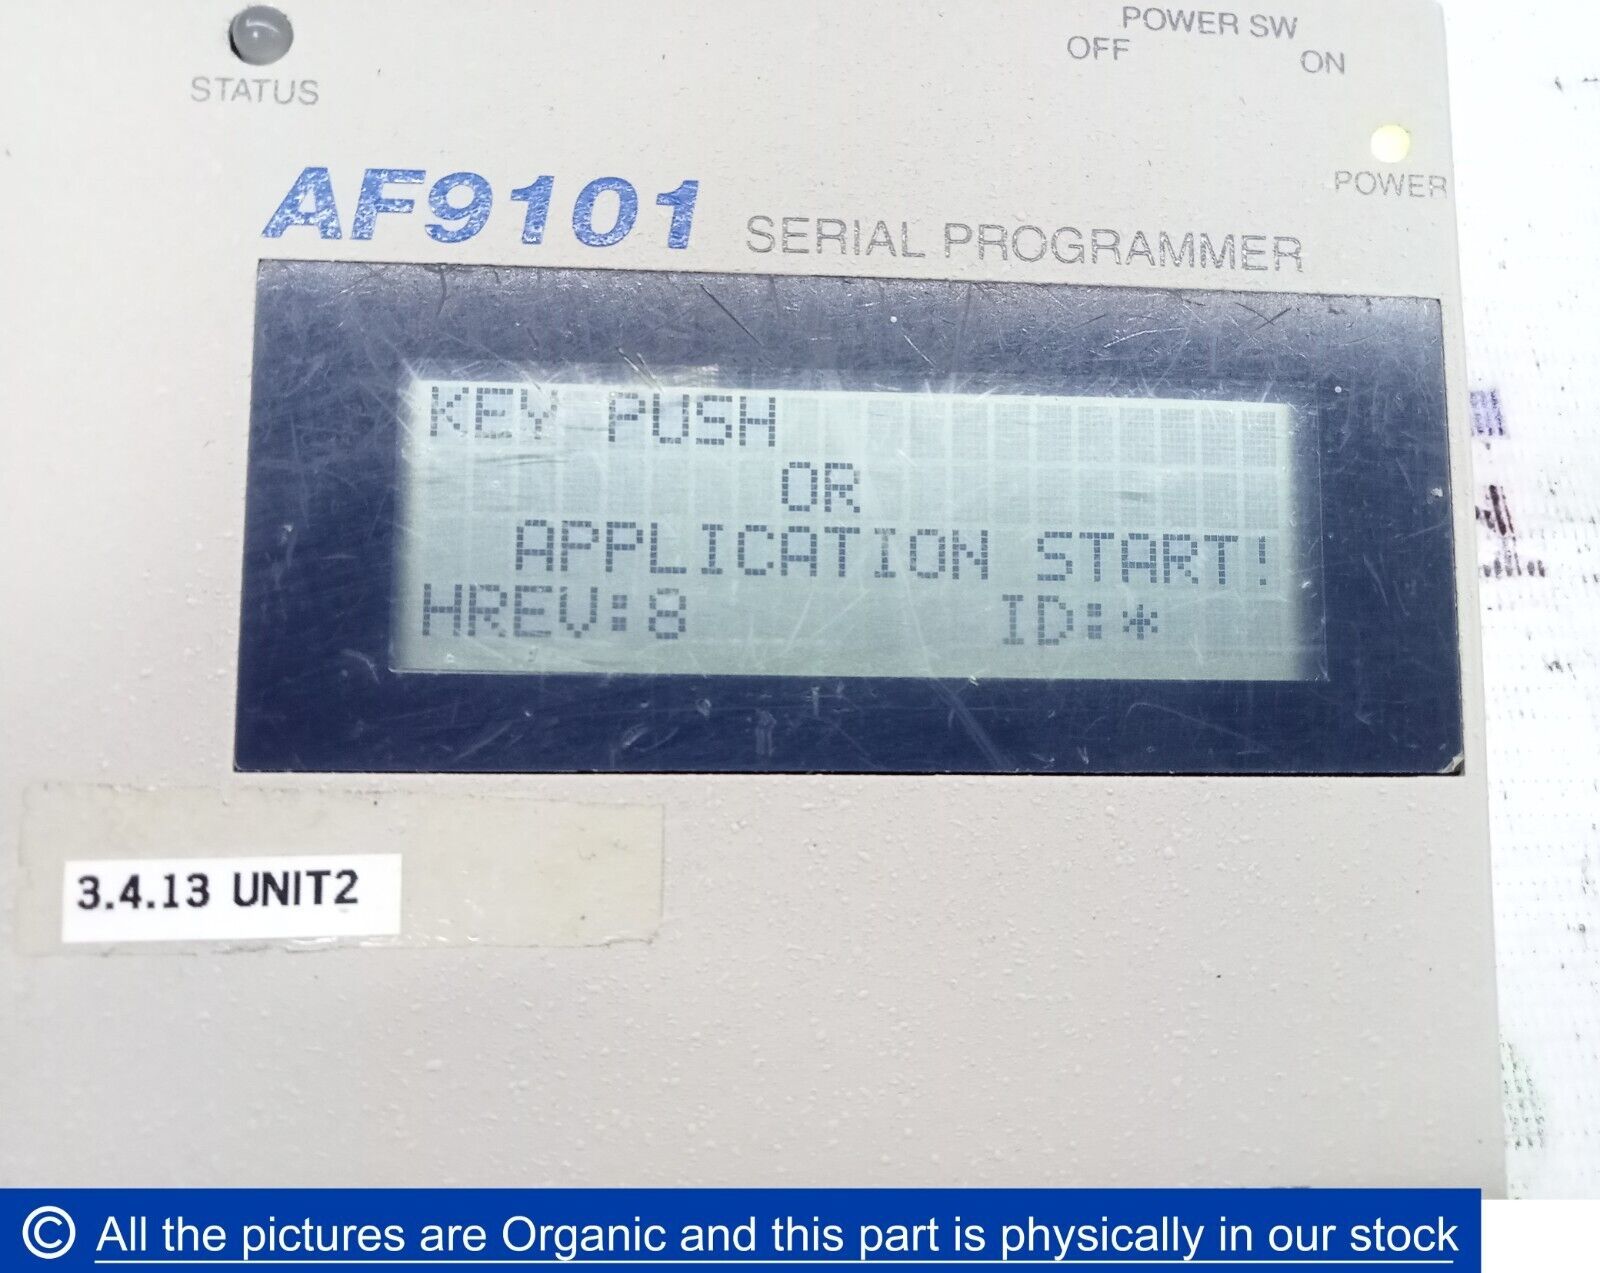 POWER SW
OFF ON
STATUS
POWER
AF9101 SERIAL PROGRAMMER
KEY PUSH
OR
APPLICATION START!
HREV:8 ID:*
3.4.13 UNIT2
© All the pictures are Organic and this part is physically in our stock